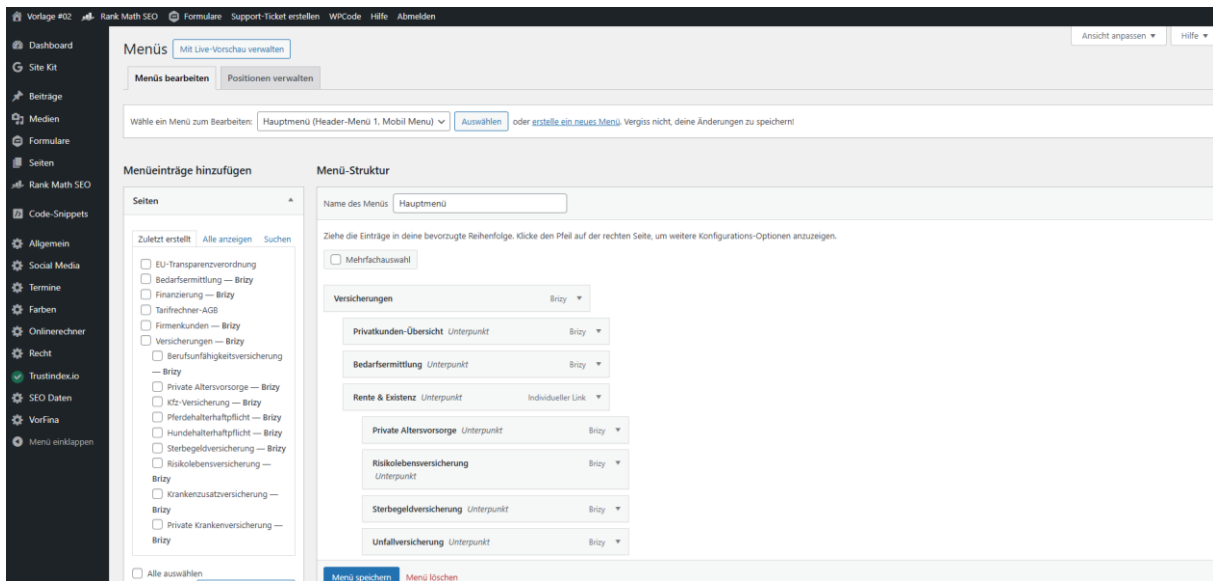 Vorlage #02 Rank Math SEO Formulare Support-Ticket erstellen WPCode Hilfe Abmelden
Ansicht anpassen Hilfe
Dashboard
Site Kit
Beiträge
Medien
Formulare
Seiten
Rank Math SEO
Code-Snippets
Allgemein
Social Media
Termine
Farben
Onlinerechner
Recht
Trustindex.io
SEO Daten
VorFina
Menü einklappen
Menüs Mit Live-Vorschau verwalten
Menüs bearbeiten Positionen verwalten
Wähle ein Menü zum Bearbeiten: Hauptmenü (Header-Menü 1, Mobil Menu) Auswählen oder erstelle ein neues Menü. Vergiss nicht, deine Änderungen zu speichern!
Menüeinträge hinzufügen
Seiten
Zuletzt erstellt Alle anzeigen Suchen
EU-Transparenzverordnung
Bedarfsermittlung — Brizy
Finanzierung — Brizy
Tarifrechner-AGB
Firmenkunden — Brizy
Versicherungen — Brizy
Berufsunfähigkeitsversicherung
— Brizy
Private Altersvorsorge — Brizy
Kfz-Versicherung — Brizy
Pferdehalterhaftpflicht — Brizy
Hundehalterhaftpflicht — Brizy
Sterbegeldversicherung — Brizy
Risikolebensversicherung —
Brizy
Krankenzusatzversicherung —
Brizy
Private Krankenversicherung —
Brizy
Alle auswählen
Menü-Struktur
Name des Menüs Hauptmenü
Ziehe die Einträge in deine bevorzugte Reihenfolge. Klicke den Pfeil auf der rechten Seite, um weitere Konfigurations-Optionen anzuzeigen.
Mehrfachauswahl
Versicherungen Brizy
Privatkunden-Übersicht Unterpunkt Brizy
Bedarfsermittlung Unterpunkt Brizy
Rente & Existenz Unterpunkt Individueller Link
Private Altersvorsorge Unterpunkt Brizy
Risikolebensversicherung Brizy
Unterpunkt
Sterbegeldversicherung Unterpunkt Brizy
Unfallversicherung Unterpunkt Brizy
Menü speichern Menü löschen